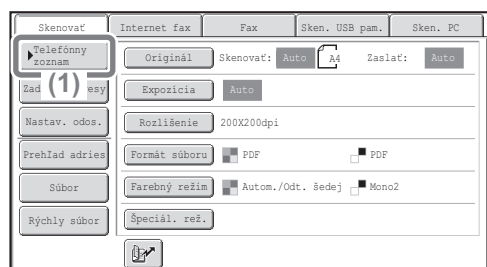 Skenovať Internet fax Fax Sken. USB pam. Sken. PC
Telefónny
zoznam
Originál Skenovať: Auto A4 Zaslať: Auto
(1)
Expozícia Auto
Nastav. odos. Rozlíšenie 200X200dpi
Prehľad adries Formát súboru PDF PDF
Súbor Farebný režim Autom./Odt. šedej Mono2
Rýchly súbor Špeciál. rež.